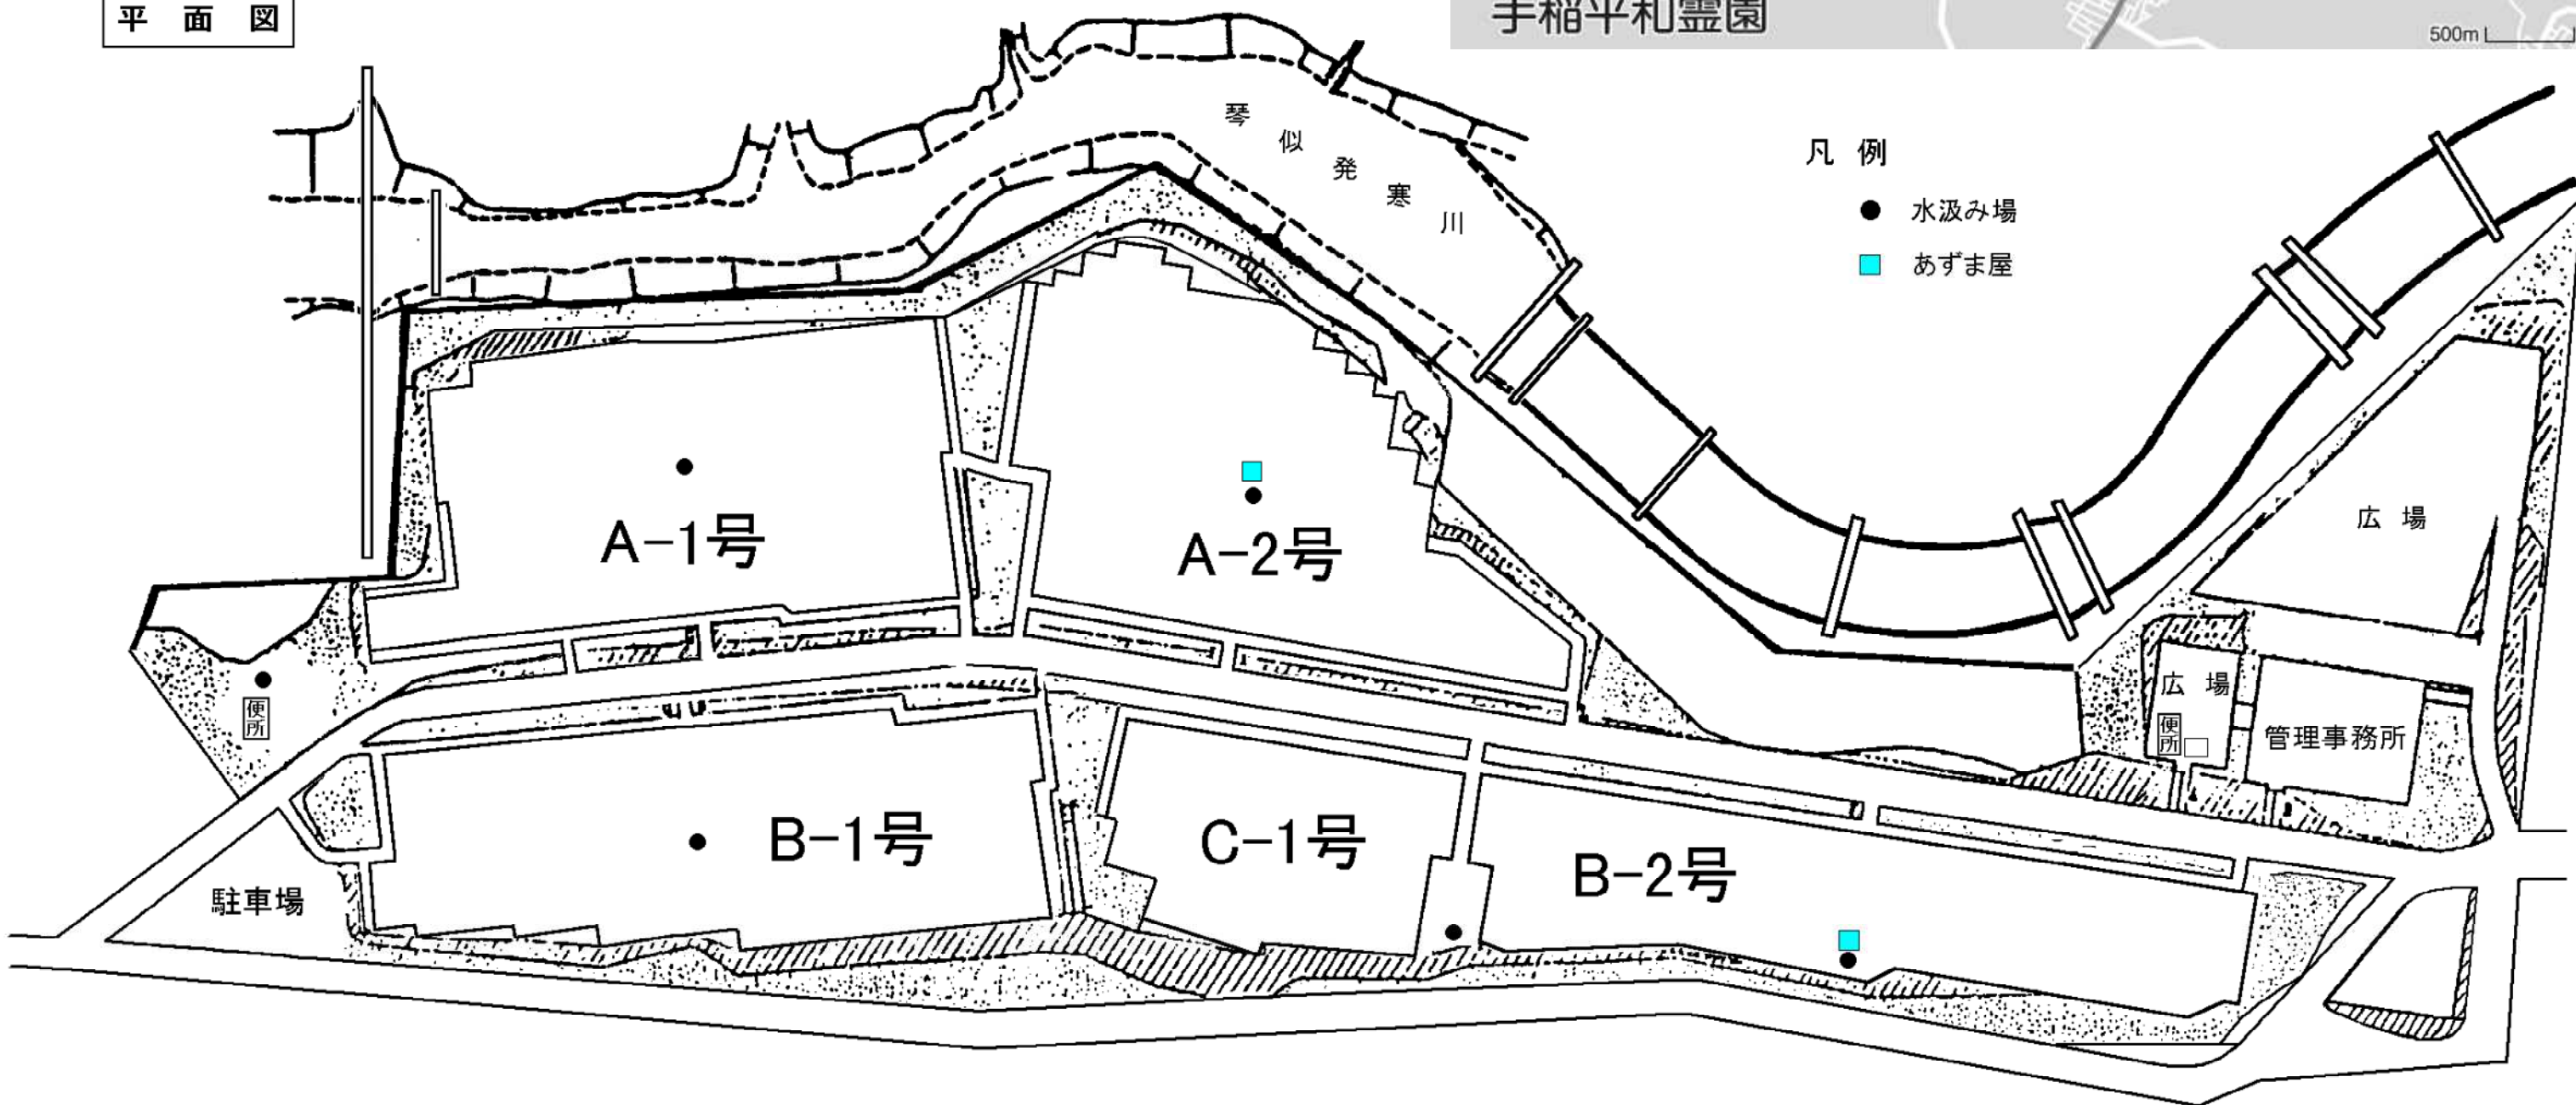 平面図
手稲平和霊園
500m
琴似発寒川
凡例
水汲み場
あずま屋
A-1号
A-2号
広場
便所
広場
便所
管理事務所
B-1号
C-1号
B-2号
駐車場